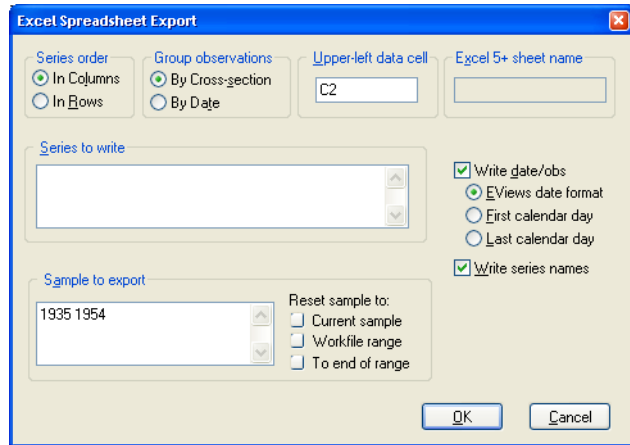 Excel Spreadsheet Export
Series order
In Columns
In Rows
Group observations
By Cross-section
By Date
Upper-left data cell
C2
Excel 5+ sheet name
Series to write
Write date/obs
EViews date format
First calendar day
Last calendar day
Write series names
Sample to export
1935 1954
Reset sample to:
Current sample
Workfile range
To end of range
OK
Cancel